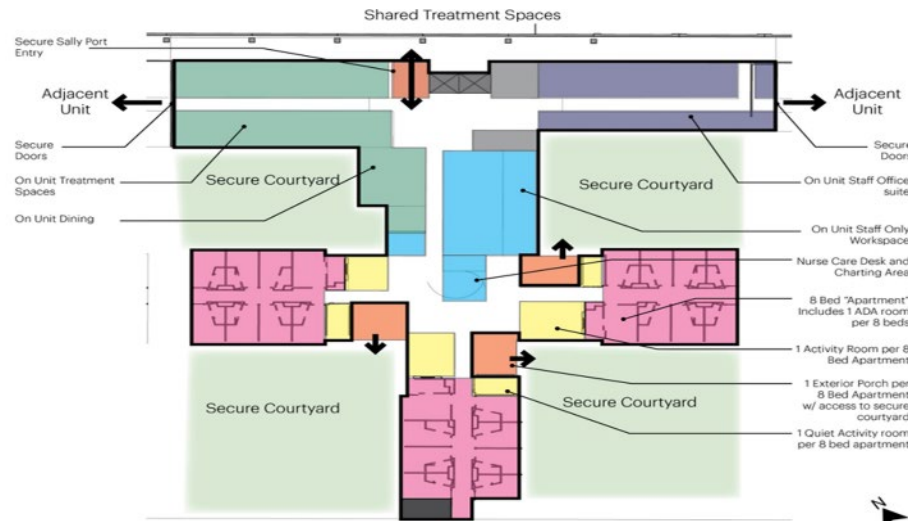 Shared Treatment Spaces
Secure Sally Port
Entry
Adjacent
Unit
Adjacent
Unit
Secure
Doors
Secure
Doors
On Unit Treatment
Spaces
Secure Courtyard
Secure Courtyard
On Unit Staff Office
suite
On Unit Dining
On Unit Staff Only
Workspace
Nurse Care Desk and
Charting Area
8 Bed "Apartment"
Includes 1 ADA room
per 8 beds
1 Activity Room per 8
Bed Apartment
1 Exterior Porch per
8 Bed Apartment
w/ access to secure
courtyard
Secure Courtyard
Secure Courtyard
1 Quiet Activity room
per 8 bed apartment
N